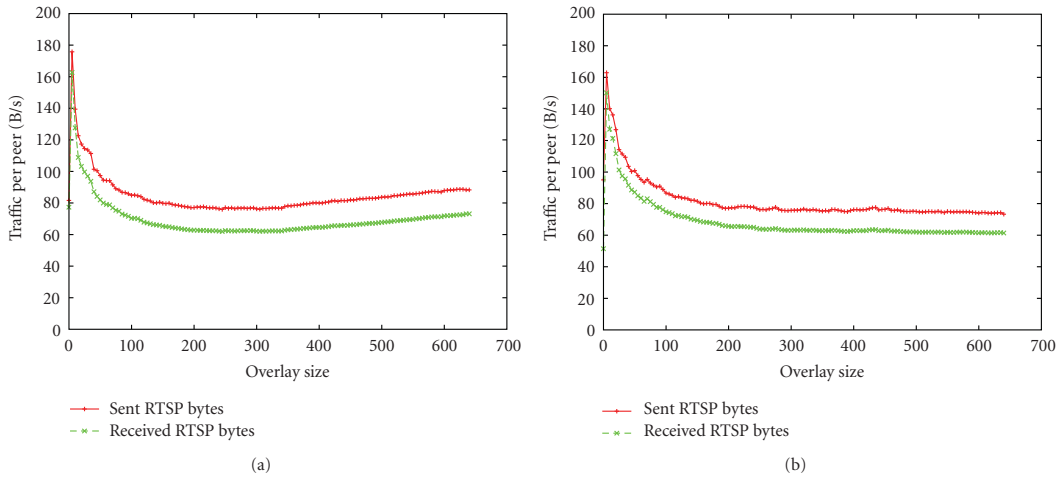 200
180
160
140
120
100
80
60
40
20
0
Traffic per peer (B/s)
0 100 200 300 400 500 600 700
Overlay size
Sent RTSP bytes
Received RTSP bytes
(a)
200
180
160
140
120
100
80
60
40
20
0
Traffic per peer (B/s)
0 100 200 300 400 500 600 700
Overlay size
Sent RTSP bytes
Received RTSP bytes
(b)